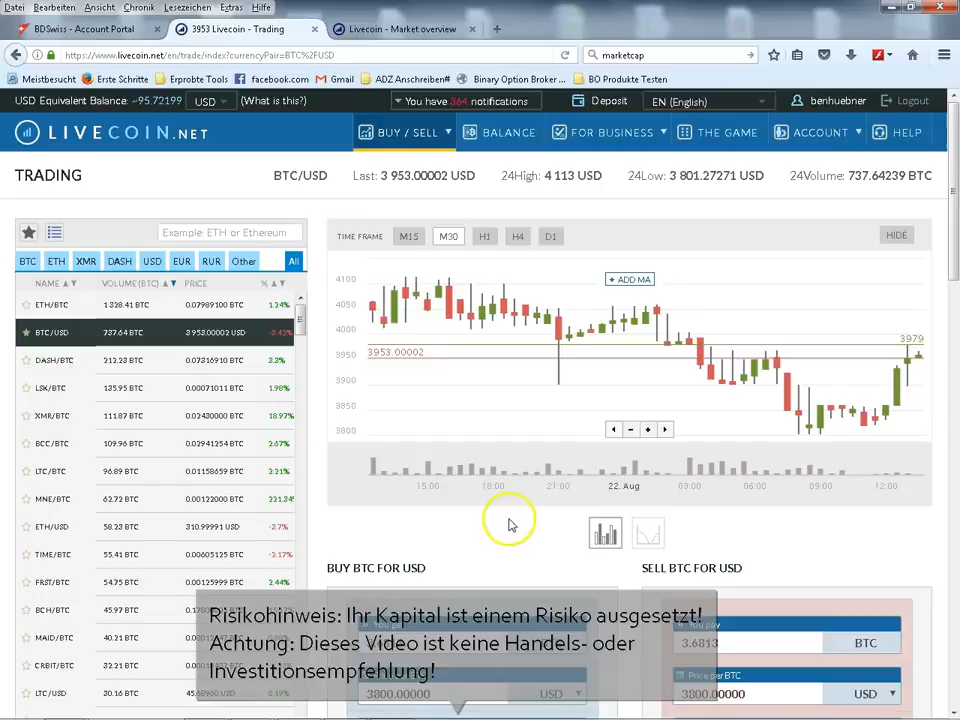 Datei Bearbeiten Ansicht Chronik Lesezeichen Extras Hilfe
BDSwiss - Account Portal 3953 Livecoin - Trading Livecoin - Market overview
https://www.livecoin.net/en/trade/index?currencyPair=BTC%2FUSD marketcap
Meistbesucht Erste Schritte Erprobte Tools facebook.com Gmail ADZ Anschreiben# Binary Option Broker ... BO Produkte Testen
USD Equivalent Balance: ~95.72199 USD (What is this?) You have 364 notifications Deposit EN (English) benhuebner Logout
LIVECOIN.NET BUY / SELL BALANCE FOR BUSINESS THE GAME ACCOUNT HELP
TRADING BTC/USD Last: 3 953.00002 USD 24High: 4 113 USD 24Low: 3 801.27271 USD 24Volume: 737.64239 BTC
Example: ETH or Ethereum
BTC ETH XMR DASH USD EUR RUR Other All
NAME VOLUME (BTC) PRICE %
ETH/BTC 1 328.41 BTC 0.07989100 BTC 1.24%
BTC/USD 737.64 BTC 3 953.00002 USD -3.43%
DASH/BTC 212.23 BTC 0.07316910 BTC 3.3%
LSK/BTC 135.95 BTC 0.00071011 BTC 1.98%
XMR/BTC 111.87 BTC 0.02430000 BTC 18.97%
BCC/BTC 109.96 BTC 0.02941254 BTC 2.67%
LTC/BTC 96.89 BTC 0.01158659 BTC 2.21%
MNE/BTC 62.72 BTC 0.00122000 BTC 221.34%
ETH/USD 58.23 BTC 310.99991 USD -3.7%
TIME/BTC 55.41 BTC 0.00605125 BTC -2.17%
FRST/BTC 54.75 BTC 0.00125999 BTC 2.44%
BCH/BTC 45.97 BTC
MAID/BTC 40.21 BTC
CRBIT/BTC 32.21 BTC
LTC/USD 30.16 BTC 45.68960 USD 0.19%
TIME FRAME M15 M30 H1 H4 D1 HIDE
+ ADD MA
4100
4050
4000
3950
3900
3850
3800
3979
3953.00002
15:00 18:00 21:00 22. Aug 03:00 06:00 09:00 12:00
BUY BTC FOR USD SELL BTC FOR USD
You pay You pay
3.6813 BTC
Price per BTC
3800.00000 USD 3800.00000 USD
Risikohinweis: Ihr Kapital ist einem Risiko ausgesetzt!
Achtung: Dieses Video ist keine Handels- oder
Investitionsempfehlung!